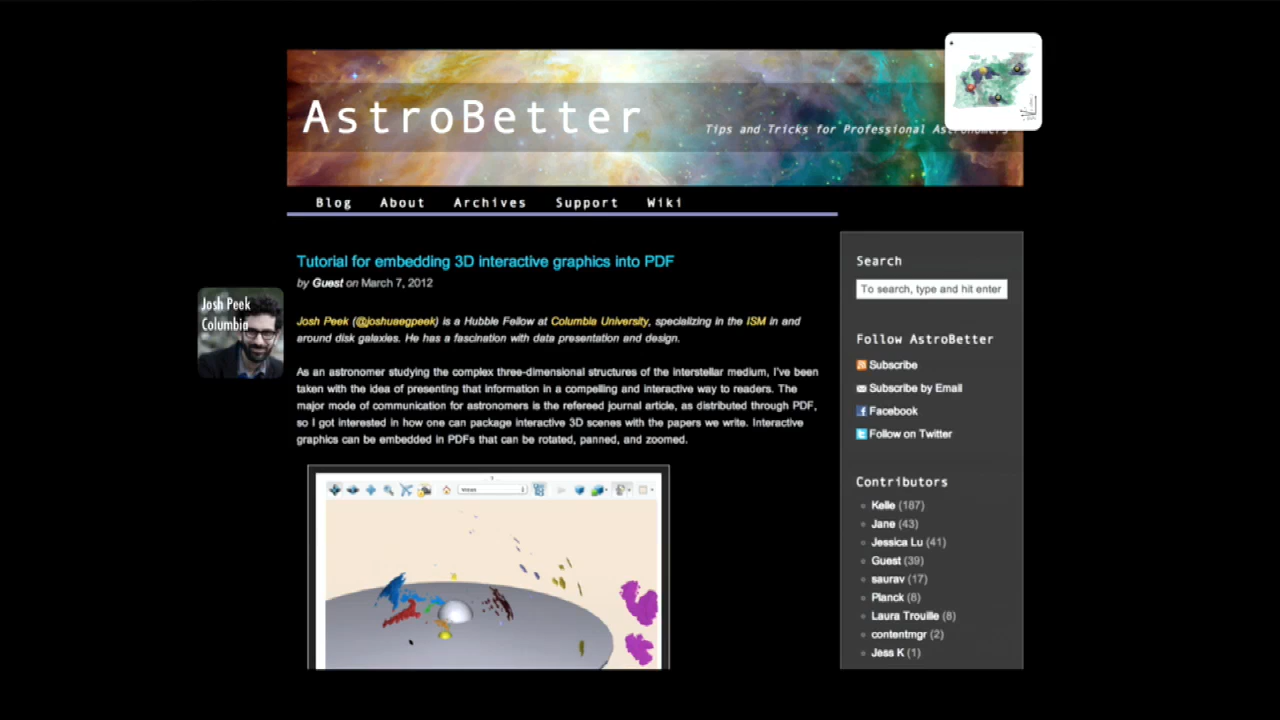 AstroBetter
Tips and Tricks for Professional Astronomers
Blog About Archives Support Wiki
Tutorial for embedding 3D interactive graphics into PDF
by Guest on March 7, 2012
Josh Peek
Columbia
Josh Peek (@joshuaegpeek) is a Hubble Fellow at Columbia University, specializing in the ISM in and
around disk galaxies. He has a fascination with data presentation and design.
As an astronomer studying the complex three-dimensional structures of the interstellar medium, I've been
taken with the idea of presenting that information in a compelling and interactive way to readers. The
major mode of communication for astronomers is the refereed journal article, as distributed through PDF,
so I got interested in how one can package interactive 3D scenes with the papers we write. Interactive
graphics can be embedded in PDFs that can be rotated, panned, and zoomed.
Search
To search, type and hit enter
Follow AstroBetter
Subscribe
Subscribe by Email
Facebook
Follow on Twitter
Contributors
Kelle (187)
Jane (43)
Jessica Lu (41)
Guest (39)
saurav (17)
Planck (8)
Laura Trouille (8)
contentmgr (2)
Jess K (1)